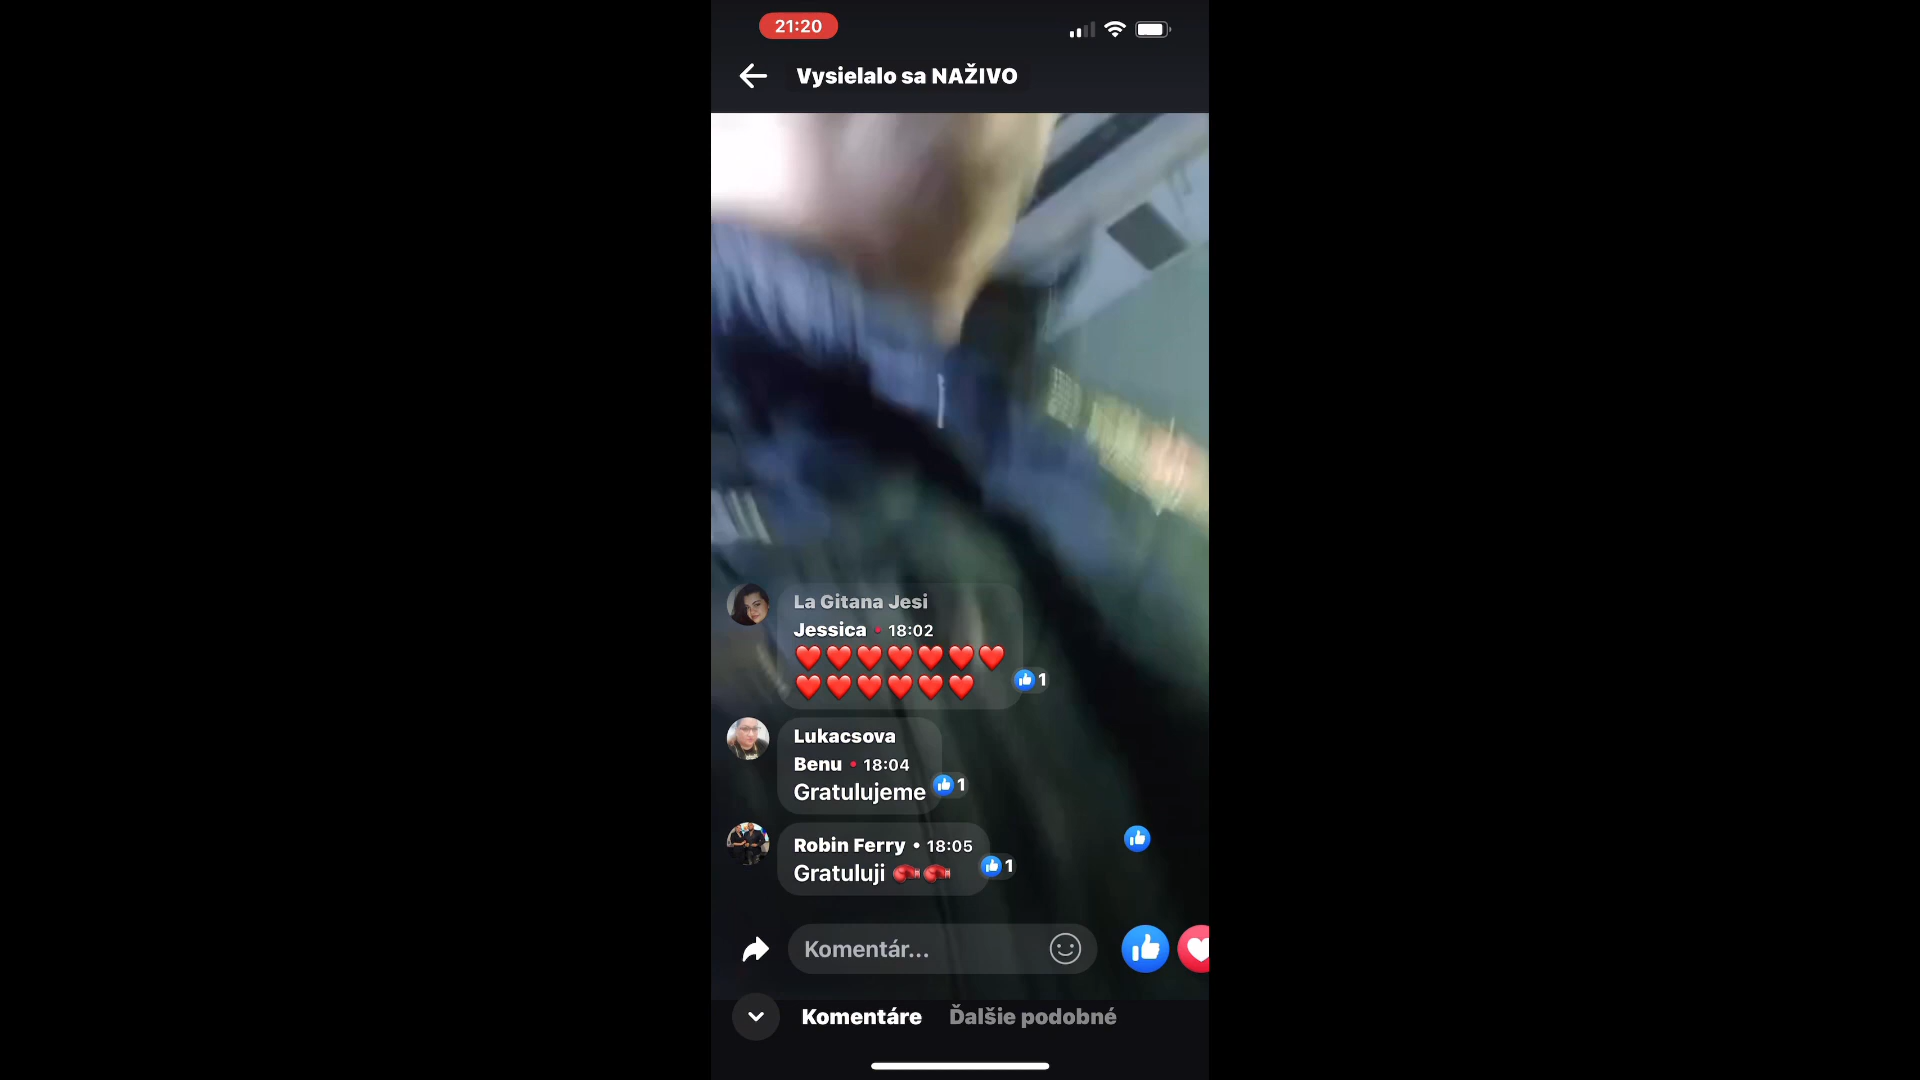 21:20
Vysielalo sa NAŽIVO
La Gitana Jesi
Jessica • 18:02
❤️❤️❤️❤️❤️❤️❤️
❤️❤️❤️❤️❤️❤️
1
Lukacsova
Benu • 18:04
Gratulujeme
1
Robin Ferry • 18:05
Gratuluji 🥊🥊
1
Komentár...
Komentáre Ďalšie podobné